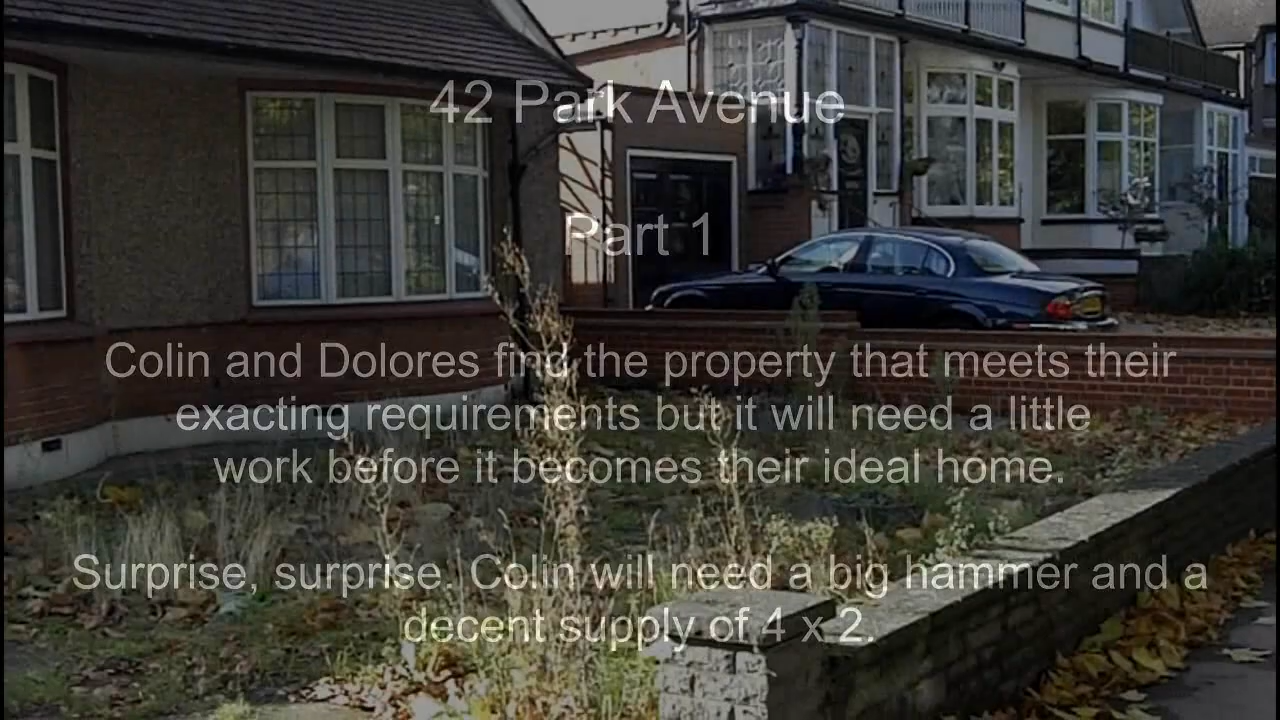 42 Park Avenue
Part 1
Colin and Dolores find the property that meets their
exacting requirements but it will need a little
work before it becomes their ideal home.
Surprise, surprise. Colin will need a big hammer and a
decent supply of 4 x 2.